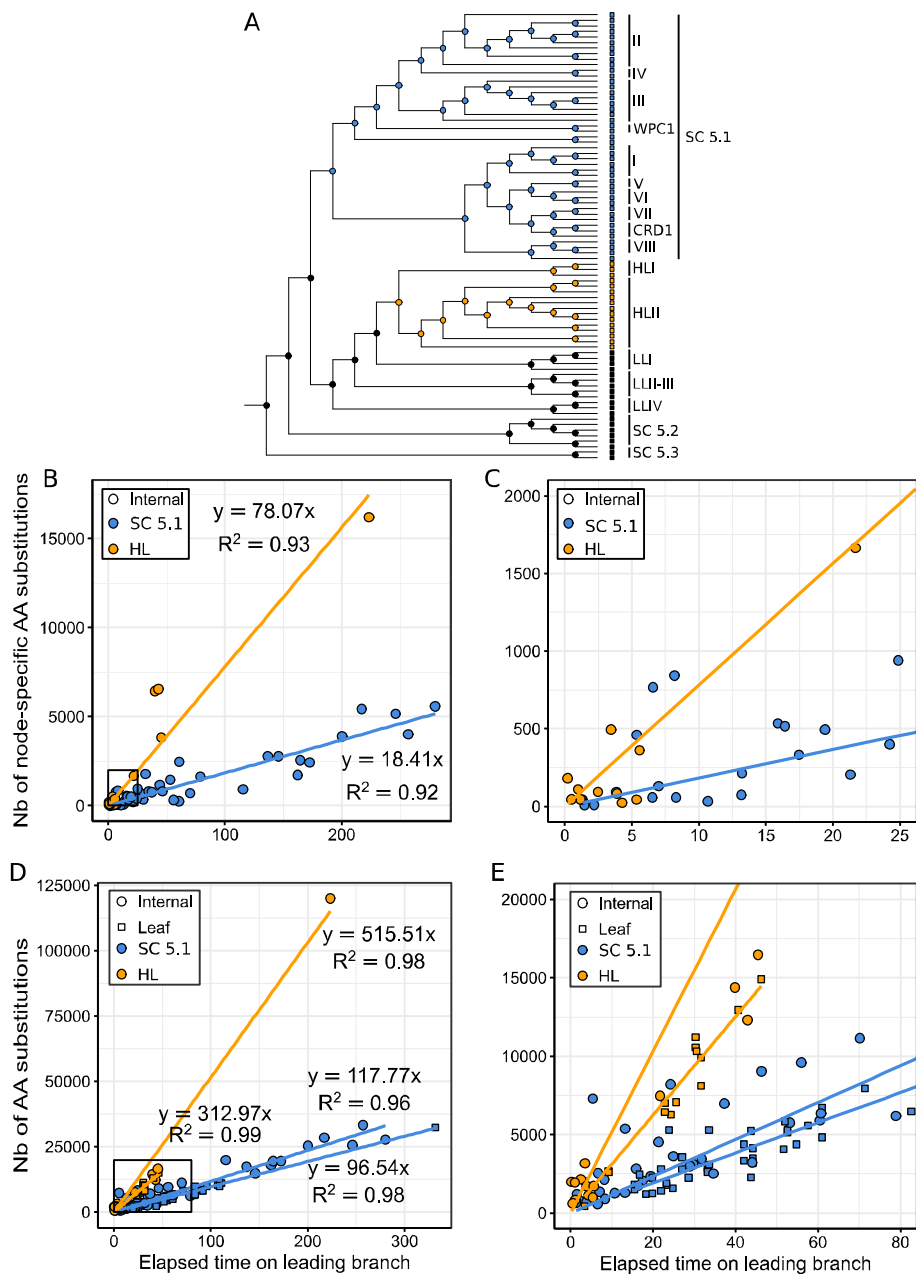 A
II
IV
III
WPC1
SC 5.1
I
V
VI
VII
CRD1
VIII
HLI
HLII
LLI
LLII-III
LLIV
SC 5.2
SC 5.3
B
Nb of node-specific AA substitutions
15000
10000
5000
0
0
100
200
Internal
SC 5.1
HL
y = 78.07x
R² = 0.93
y = 18.41x
R² = 0.92
C
2000
1500
1000
500
0
0
5
10
15
20
25
Internal
SC 5.1
HL
D
Nb of AA substitutions
125000
100000
75000
50000
25000
0
0
100
200
300
Elapsed time on leading branch
Internal
Leaf
SC 5.1
HL
y = 515.51x
R² = 0.98
y = 117.77x
R² = 0.96
y = 312.97x
R² = 0.99
y = 96.54x
R² = 0.98
E
20000
15000
10000
5000
0
0
20
40
60
80
Elapsed time on leading branch
Internal
Leaf
SC 5.1
HL